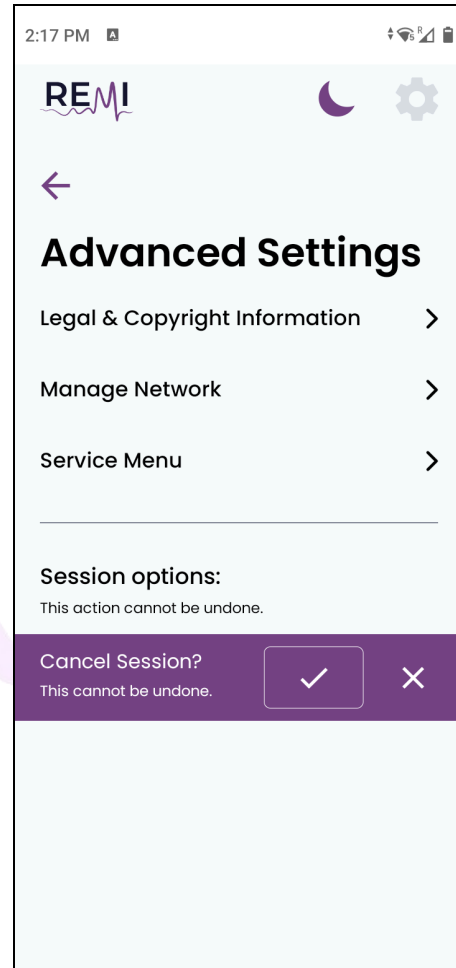 2:17 PM A 5 R
REMI
Advanced Settings
Legal & Copyright Information
Manage Network
Service Menu
Session options:
This action cannot be undone.
Cancel Session?
This cannot be undone.